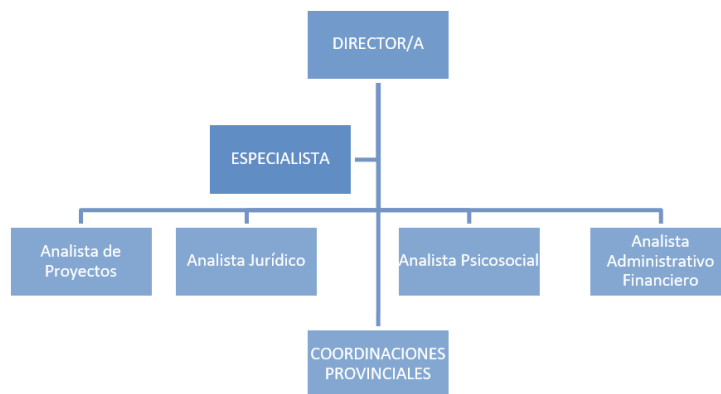 DIRECTOR/A
ESPECIALISTA
Analista de
Proyectos
Analista Jurídico
Analista Psicosocial
Analista
Administrativo
Financiero
COORDINACIONES
PROVINCIALES